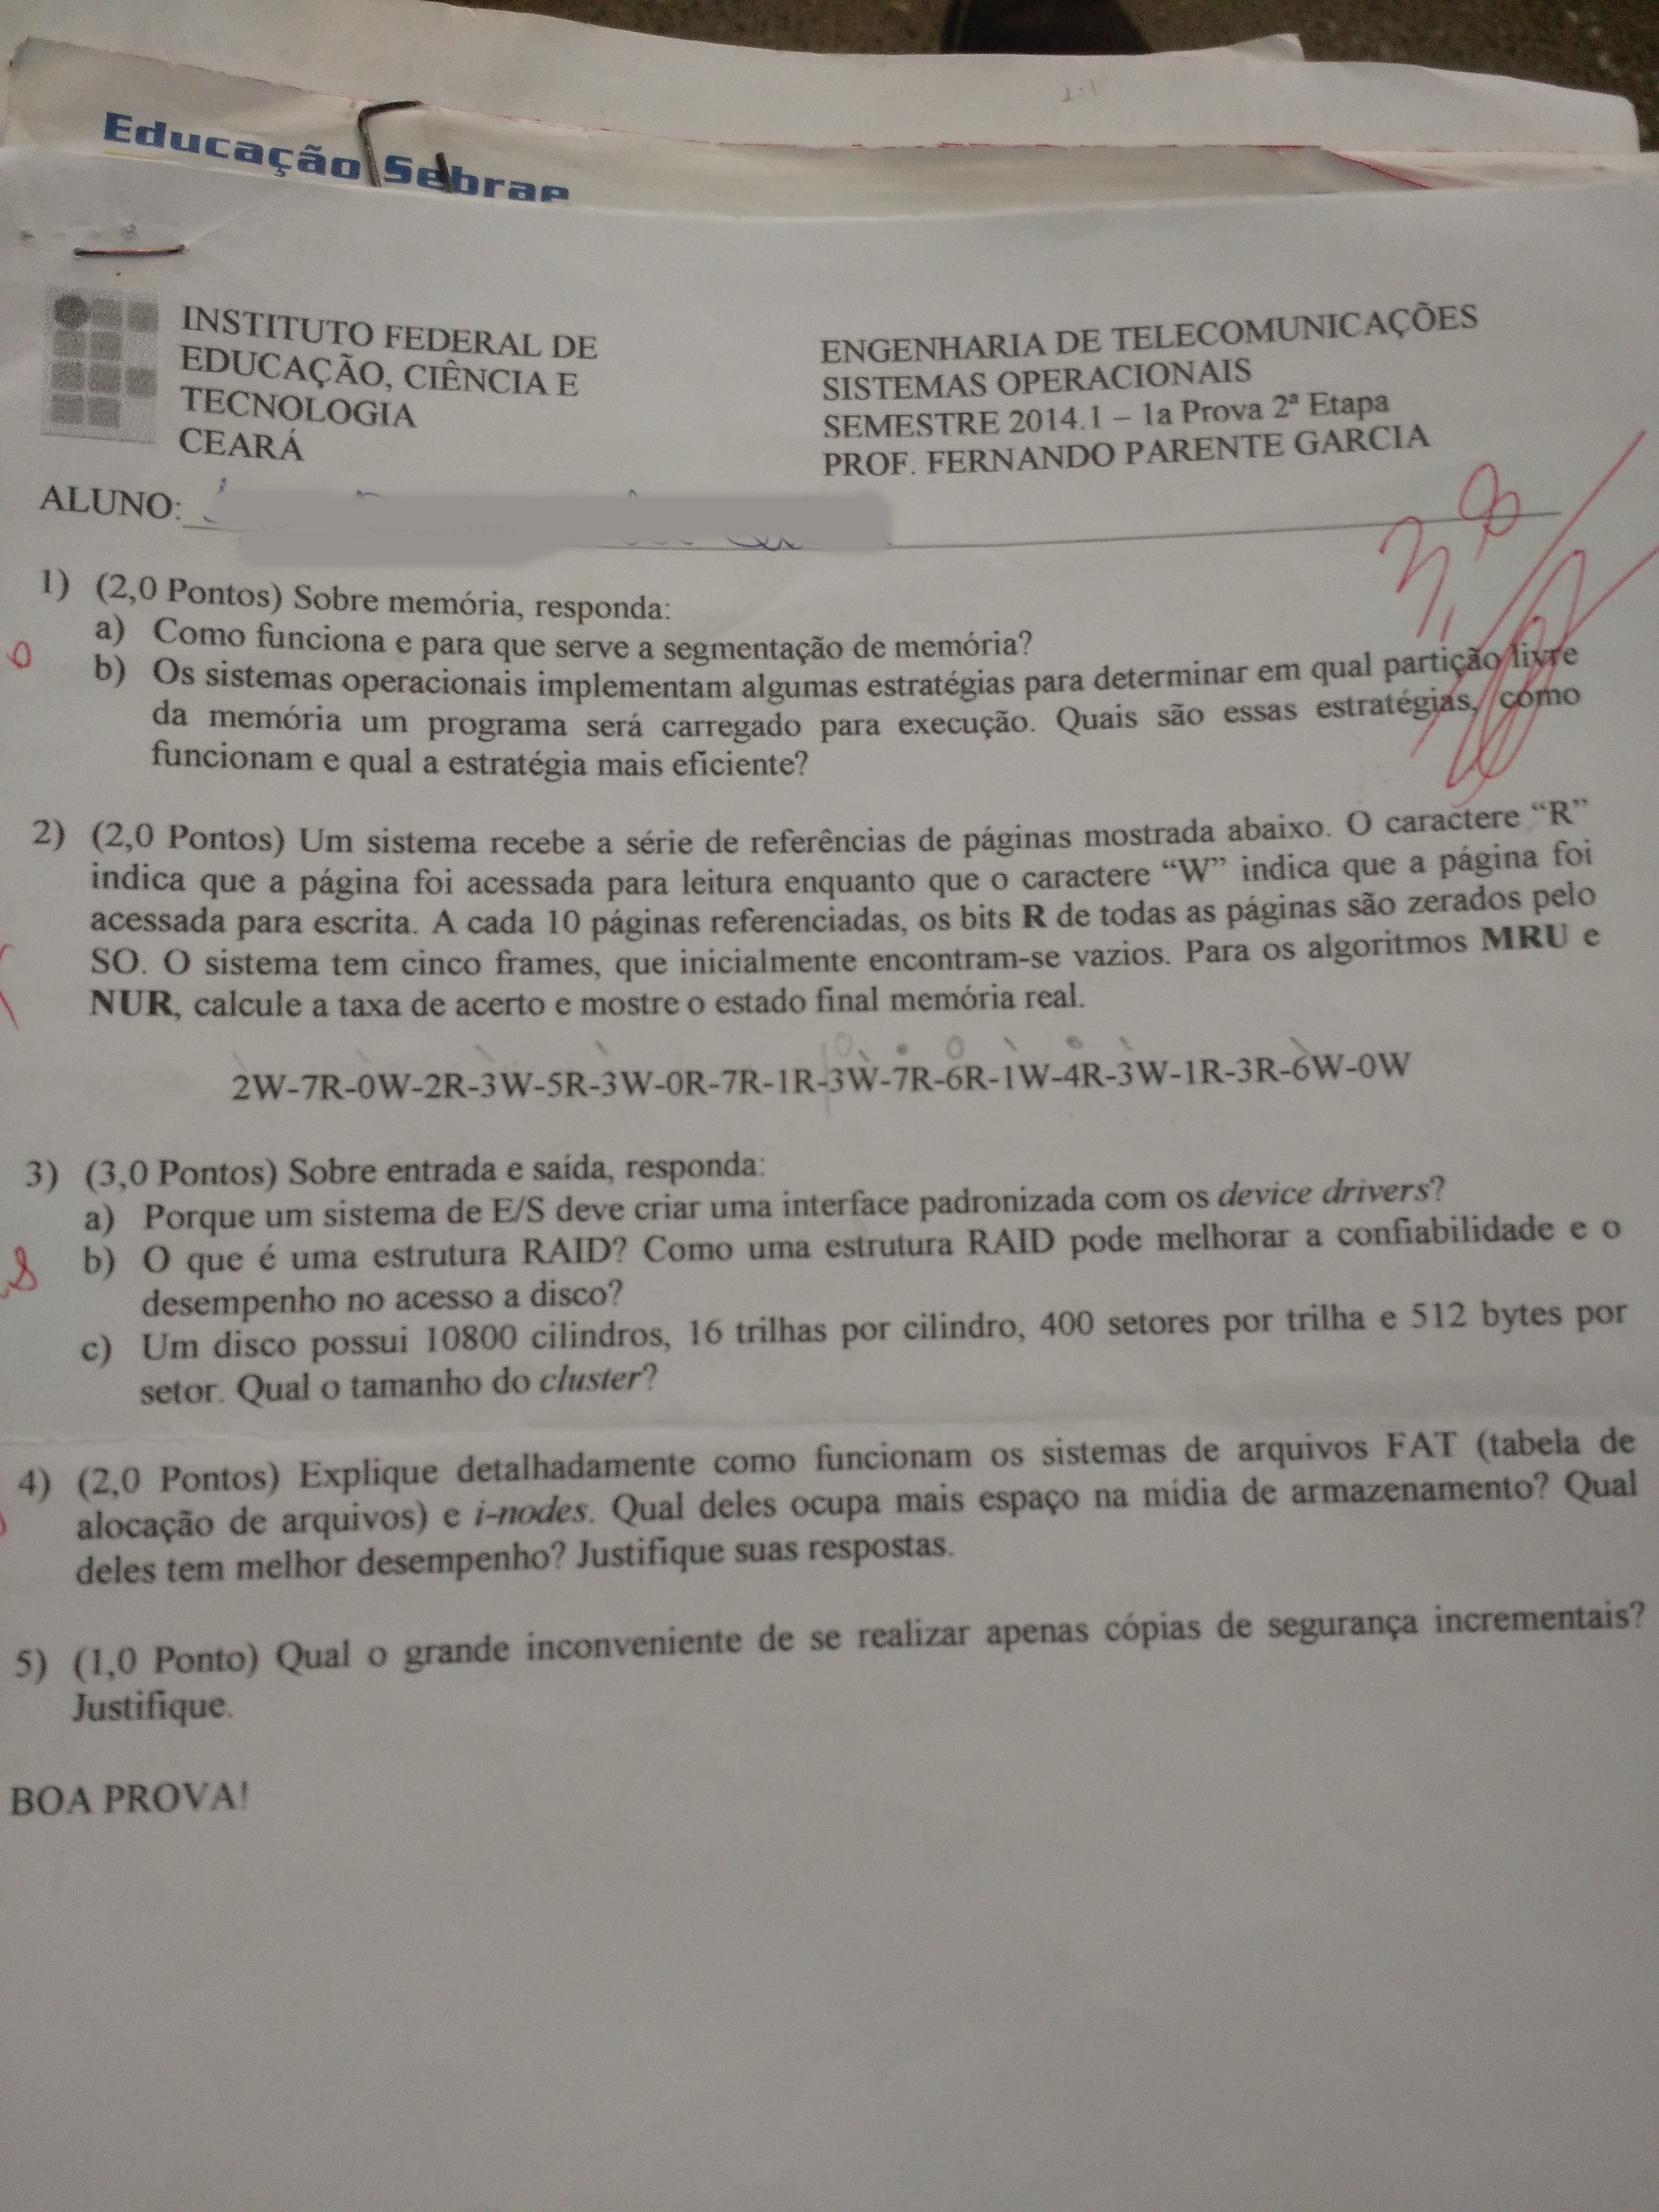 Educação Sebrae
INSTITUTO FEDERAL DE
EDUCAÇÃO, CIÊNCIA E
TECNOLOGIA
CEARÁ
ENGENHARIA DE TELECOMUNICAÇÕES
SISTEMAS OPERACIONAIS
SEMESTRE 2014.1 – 1a Prova 2ª Etapa
PROF. FERNANDO PARENTE GARCIA
ALUNO:
1) (2,0 Pontos) Sobre memória, responda:
a) Como funciona e para que serve a segmentação de memória?
b) Os sistemas operacionais implementam algumas estratégias para determinar em qual partição livre
da memória um programa será carregado para execução. Quais são essas estratégias, como
funcionam e qual a estratégia mais eficiente?
2) (2,0 Pontos) Um sistema recebe a série de referências de páginas mostrada abaixo. O caractere “R”
indica que a página foi acessada para leitura enquanto que o caractere “W” indica que a página foi
acessada para escrita. A cada 10 páginas referenciadas, os bits R de todas as páginas são zerados pelo
SO. O sistema tem cinco frames, que inicialmente encontram-se vazios. Para os algoritmos MRU e
NUR, calcule a taxa de acerto e mostre o estado final memória real.
2W-7R-0W-2R-3W-5R-3W-0R-7R-1R-3W-7R-6R-1W-4R-3W-1R-3R-6W-0W
3) (3,0 Pontos) Sobre entrada e saída, responda:
a) Porque um sistema de E/S deve criar uma interface padronizada com os device drivers?
b) O que é uma estrutura RAID? Como uma estrutura RAID pode melhorar a confiabilidade e o
desempenho no acesso a disco?
c) Um disco possui 10800 cilindros, 16 trilhas por cilindro, 400 setores por trilha e 512 bytes por
setor. Qual o tamanho do cluster?
4) (2,0 Pontos) Explique detalhadamente como funcionam os sistemas de arquivos FAT (tabela de
alocação de arquivos) e i-nodes. Qual deles ocupa mais espaço na mídia de armazenamento? Qual
deles tem melhor desempenho? Justifique suas respostas.
5) (1,0 Ponto) Qual o grande inconveniente de se realizar apenas cópias de segurança incrementais?
Justifique.
BOA PROVA!